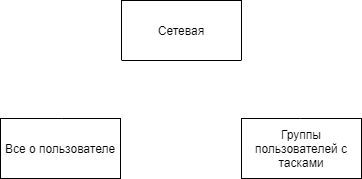 Сетевая
Все о пользователе
Группы
пользователей с
тасками